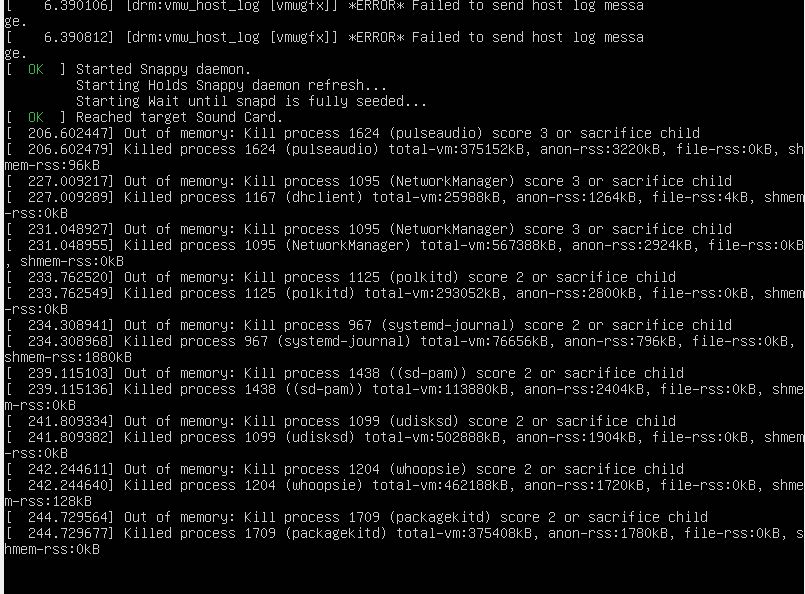 [    6.390106] [drm:vmw_host_log [vmwgfx]] *ERROR* Failed to send host log messa
ge.
[    6.390812] [drm:vmw_host_log [vmwgfx]] *ERROR* Failed to send host log messa
ge.
[  OK  ] Started Snappy daemon.
         Starting Holds Snappy daemon refresh...
         Starting Wait until snapd is fully seeded...
[  OK  ] Reached target Sound Card.
[  206.602447] Out of memory: Kill process 1624 (pulseaudio) score 3 or sacrifice child
[  206.602479] Killed process 1624 (pulseaudio) total-vm:375152kB, anon-rss:3220kB, file-rss:0kB, sh
mem-rss:96kB
[  227.009217] Out of memory: Kill process 1095 (NetworkManager) score 3 or sacrifice child
[  227.009289] Killed process 1167 (dhclient) total-vm:25988kB, anon-rss:1264kB, file-rss:4kB, shmem
-rss:0kB
[  231.048927] Out of memory: Kill process 1095 (NetworkManager) score 3 or sacrifice child
[  231.048955] Killed process 1095 (NetworkManager) total-vm:567388kB, anon-rss:2924kB, file-rss:0kB
, shmem-rss:0kB
[  233.762520] Out of memory: Kill process 1125 (polkitd) score 2 or sacrifice child
[  233.762549] Killed process 1125 (polkitd) total-vm:293052kB, anon-rss:2800kB, file-rss:0kB, shmem
-rss:0kB
[  234.308941] Out of memory: Kill process 967 (systemd-journal) score 2 or sacrifice child
[  234.308968] Killed process 967 (systemd-journal) total-vm:76656kB, anon-rss:796kB, file-rss:0kB,
shmem-rss:1880kB
[  239.115103] Out of memory: Kill process 1438 ((sd-pam)) score 2 or sacrifice child
[  239.115136] Killed process 1438 ((sd-pam)) total-vm:113880kB, anon-rss:2404kB, file-rss:0kB, shme
m-rss:0kB
[  241.809334] Out of memory: Kill process 1099 (udisksd) score 2 or sacrifice child
[  241.809382] Killed process 1099 (udisksd) total-vm:502888kB, anon-rss:1904kB, file-rss:0kB, shmem
-rss:0kB
[  242.244611] Out of memory: Kill process 1204 (whoopsie) score 2 or sacrifice child
[  242.244640] Killed process 1204 (whoopsie) total-vm:462188kB, anon-rss:1720kB, file-rss:0kB, shme
m-rss:128kB
[  244.729564] Out of memory: Kill process 1709 (packagekitd) score 2 or sacrifice child
[  244.729677] Killed process 1709 (packagekitd) total-vm:375408kB, anon-rss:1780kB, file-rss:0kB, s
hmem-rss:0kB